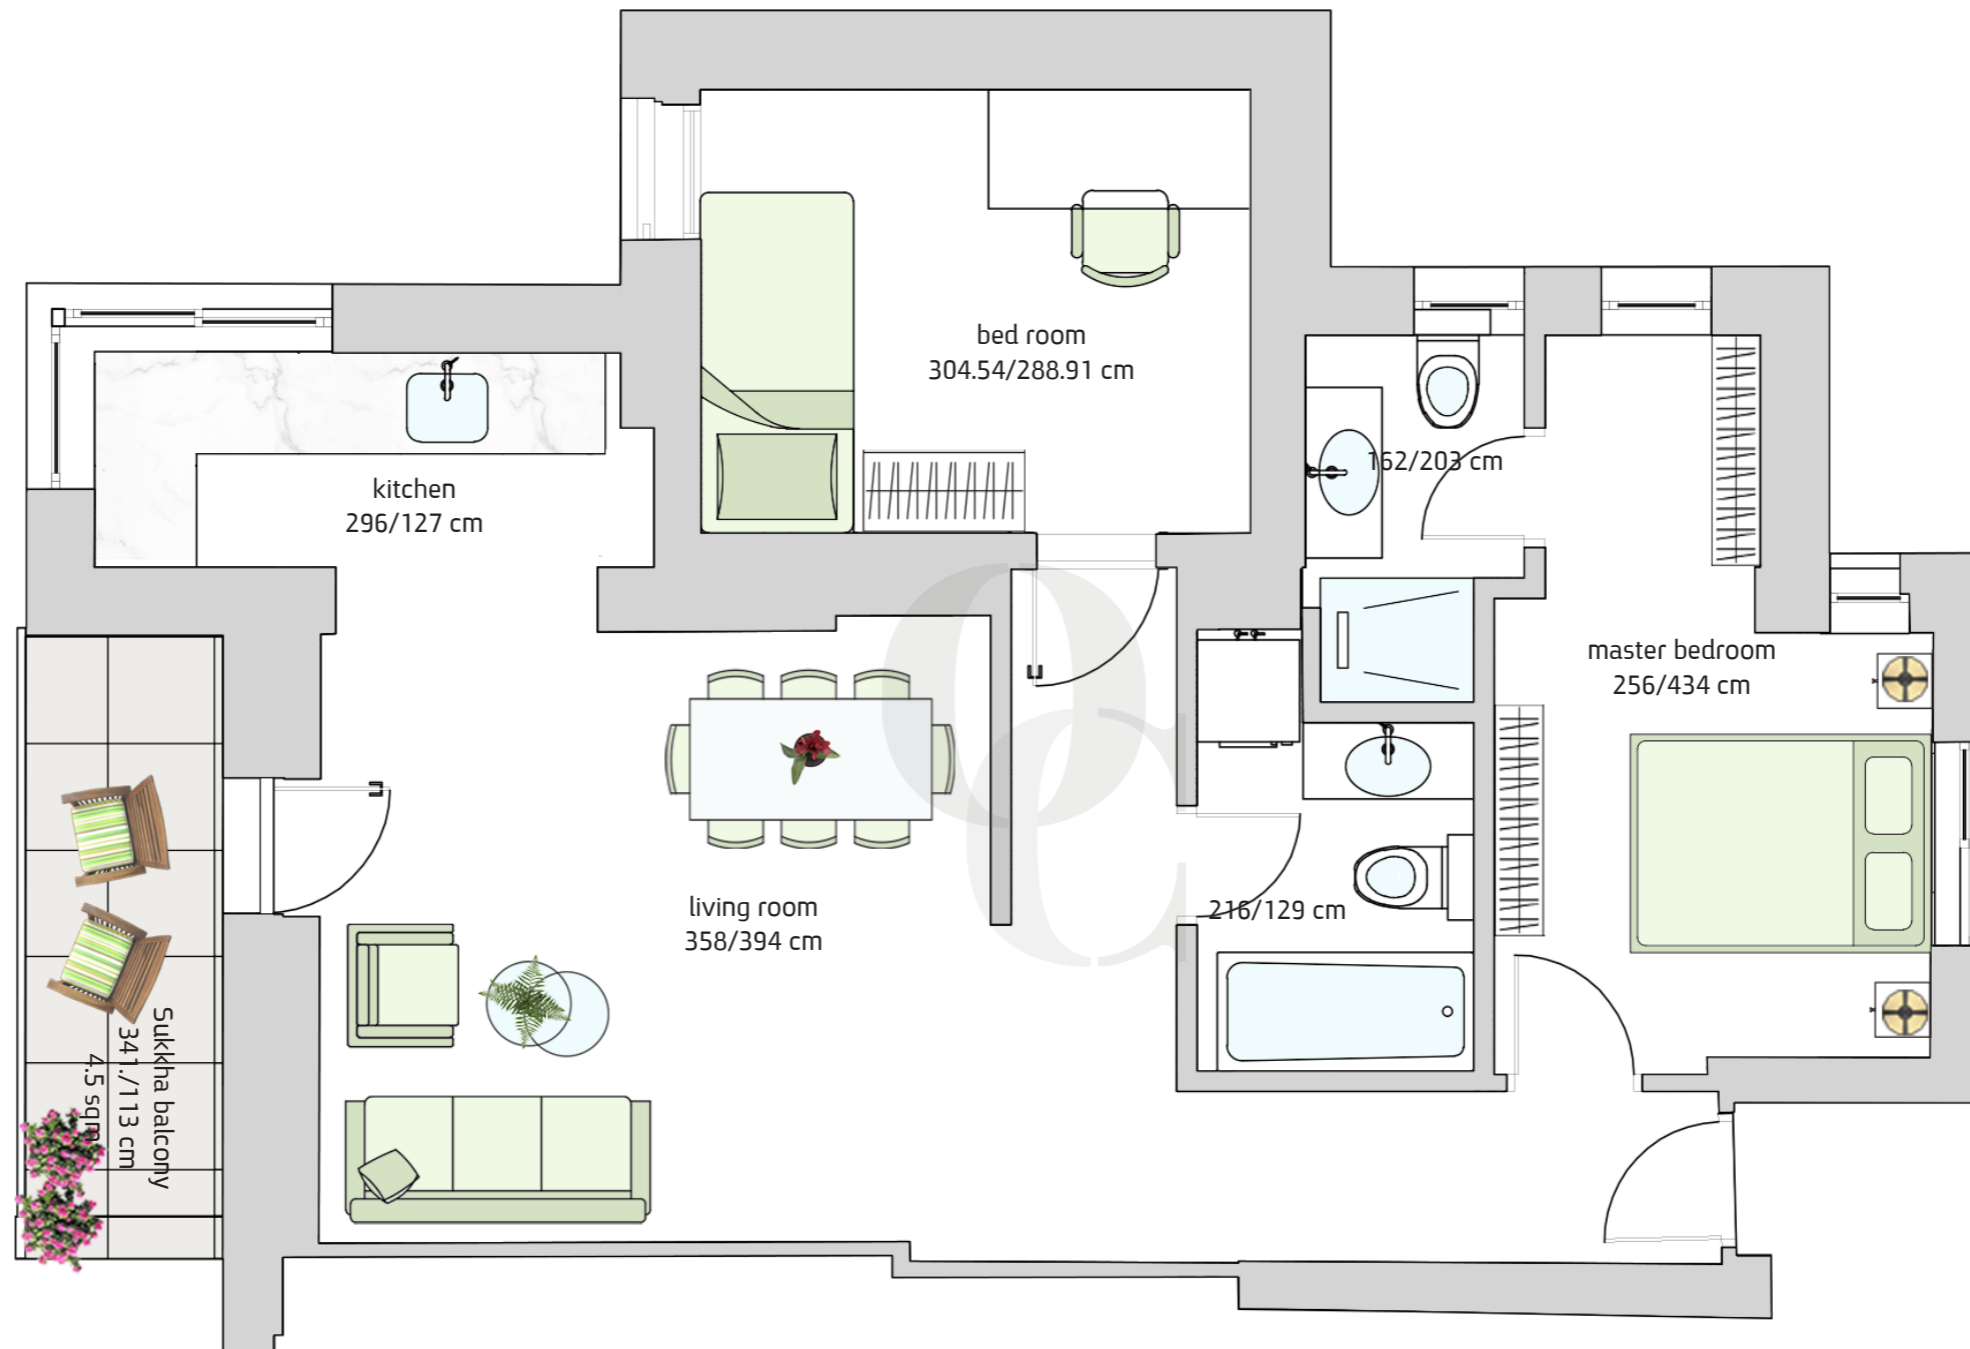 bed room
304.54/288.91 cm
162/203 cm
kitchen
296/127 cm
master bedroom
256/434 cm
living room
358/394 cm
216/129 cm
Sukkha balcony
341./113 cm
4.5 sqm
OC